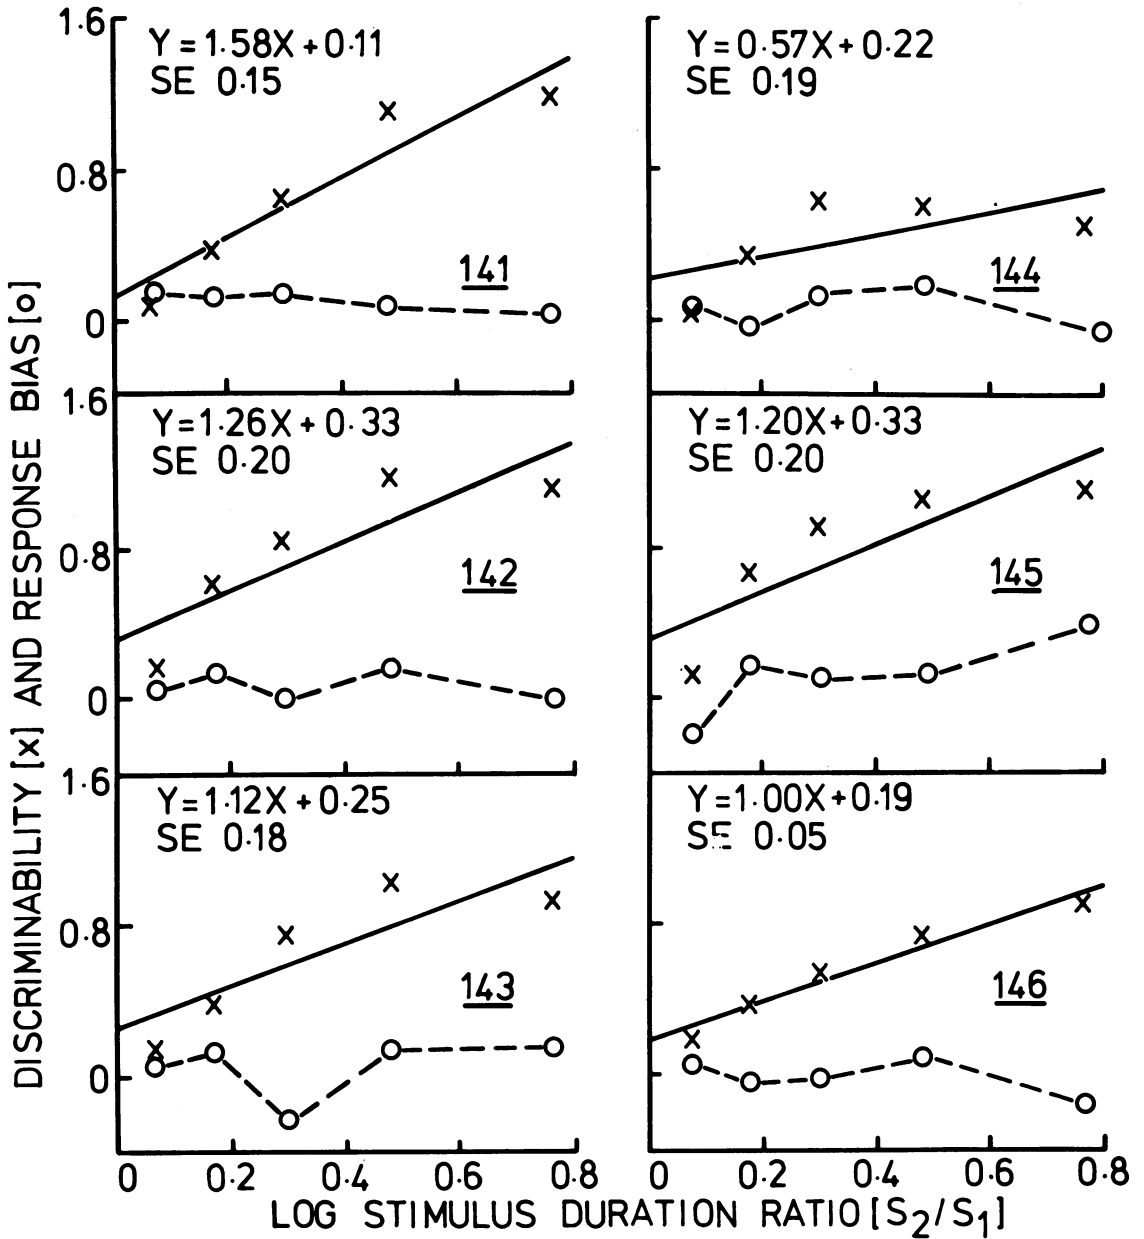 DISCRIMINABILITY [x] AND RESPONSE BIAS [o]
1.6
0.8
0
Y=1.58X+0.11
SE 0.15
141
Y=0.57X+0.22
SE 0.19
144
1.6
0.8
0
Y=1.26X+0.33
SE 0.20
142
Y=1.20X+0.33
SE 0.20
145
1.6
0.8
0
Y=1.12X+0.25
SE 0.18
143
Y=1.00X+0.19
SE 0.05
146
0 0.2 0.4 0.6 0.8
0 0.2 0.4 0.6 0.8
LOG STIMULUS DURATION RATIO [S₂/S₁]